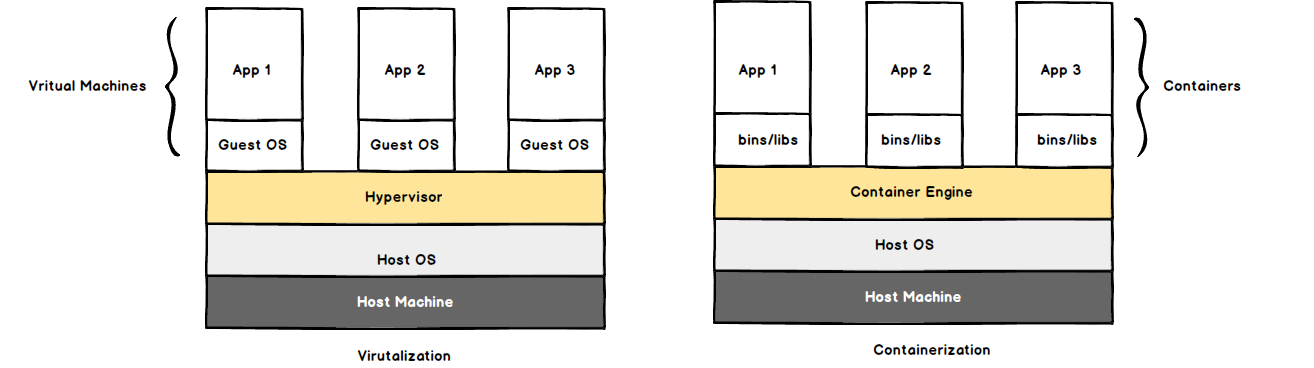 Vritual Machines
App 1
App 2
App 3
Guest OS
Guest OS
Guest OS
Hypervisor
Host OS
Host Machine
Virutalization
App 1
App 2
App 3
bins/libs
bins/libs
bins/libs
Containers
Container Engine
Host OS
Host Machine
Containerization